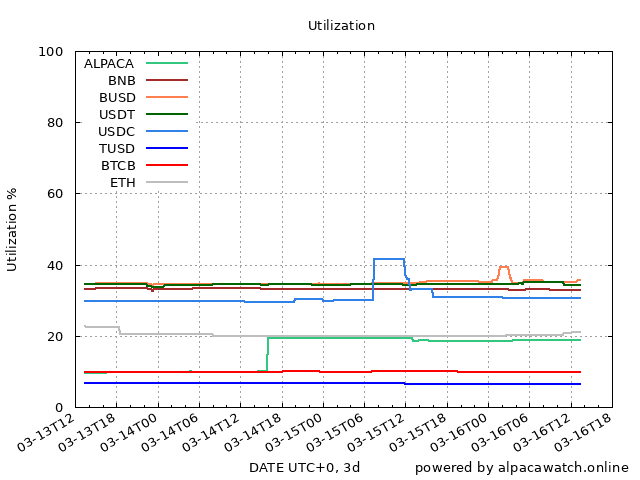 Utilization
100
80
60
40
20
0
Utilization %
ALPACA
BNB
BUSD
USDT
USDC
TUSD
BTCB
ETH
03-13T12
03-13T18
03-14T00
03-14T06
03-14T12
03-14T18
03-15T00
03-15T06
03-15T12
03-15T18
03-16T00
03-16T06
03-16T12
03-16T18
DATE UTC+0, 3d
powered by alpacawatch.online